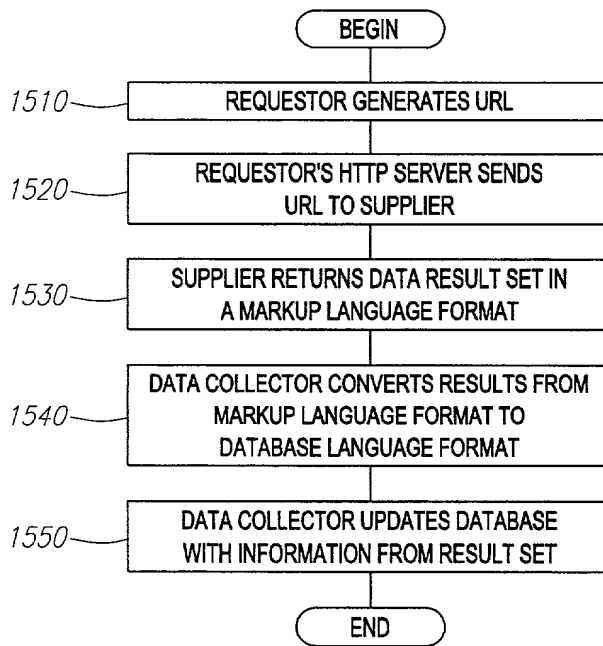 BEGIN
1510
REQUESTOR GENERATES URL
1520
REQUESTOR'S HTTP SERVER SENDS
URL TO SUPPLIER
1530
SUPPLIER RETURNS DATA RESULT SET IN
A MARKUP LANGUAGE FORMAT
1540
DATA COLLECTOR CONVERTS RESULTS FROM
MARKUP LANGUAGE FORMAT TO
DATABASE LANGUAGE FORMAT
1550
DATA COLLECTOR UPDATES DATABASE
WITH INFORMATION FROM RESULT SET
END